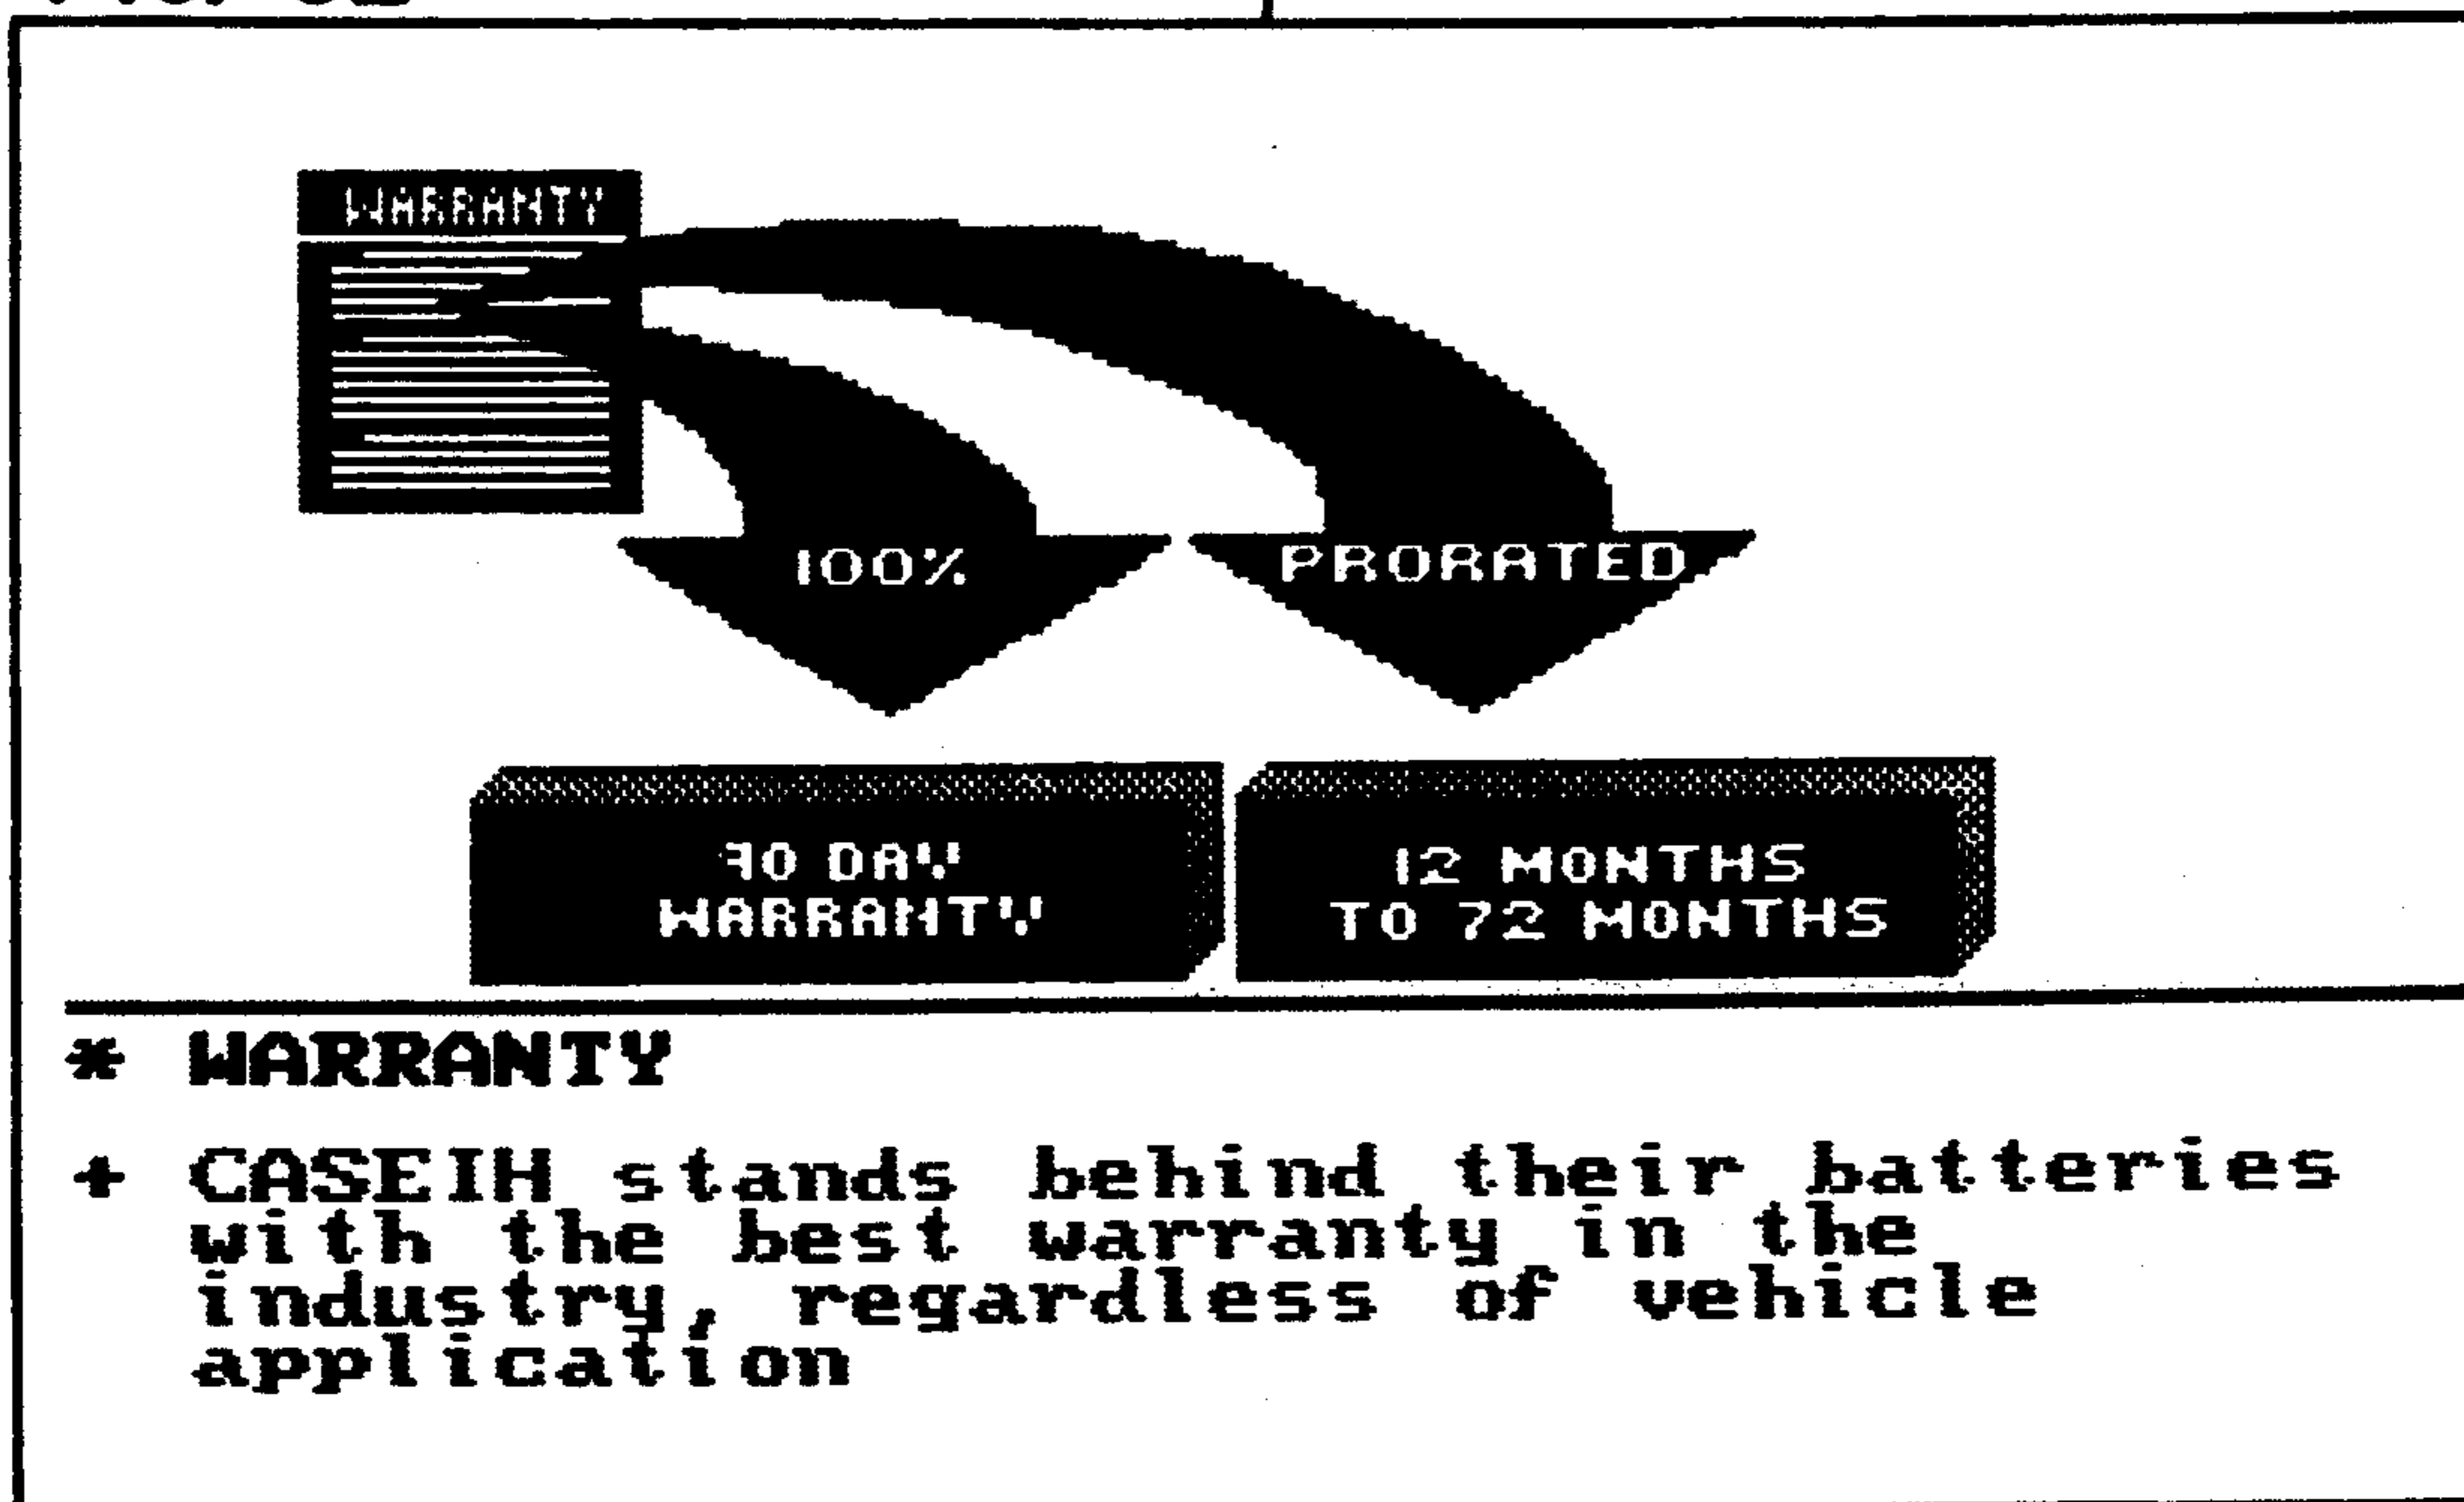 WARRANTY
100% PRORATED
90 DAY
WARRANTY
12 MONTHS
TO 72 MONTHS
* WARRANTY
+ CASEIH stands behind their batteries
with the best warranty in the
industry, regardless of vehicle
application